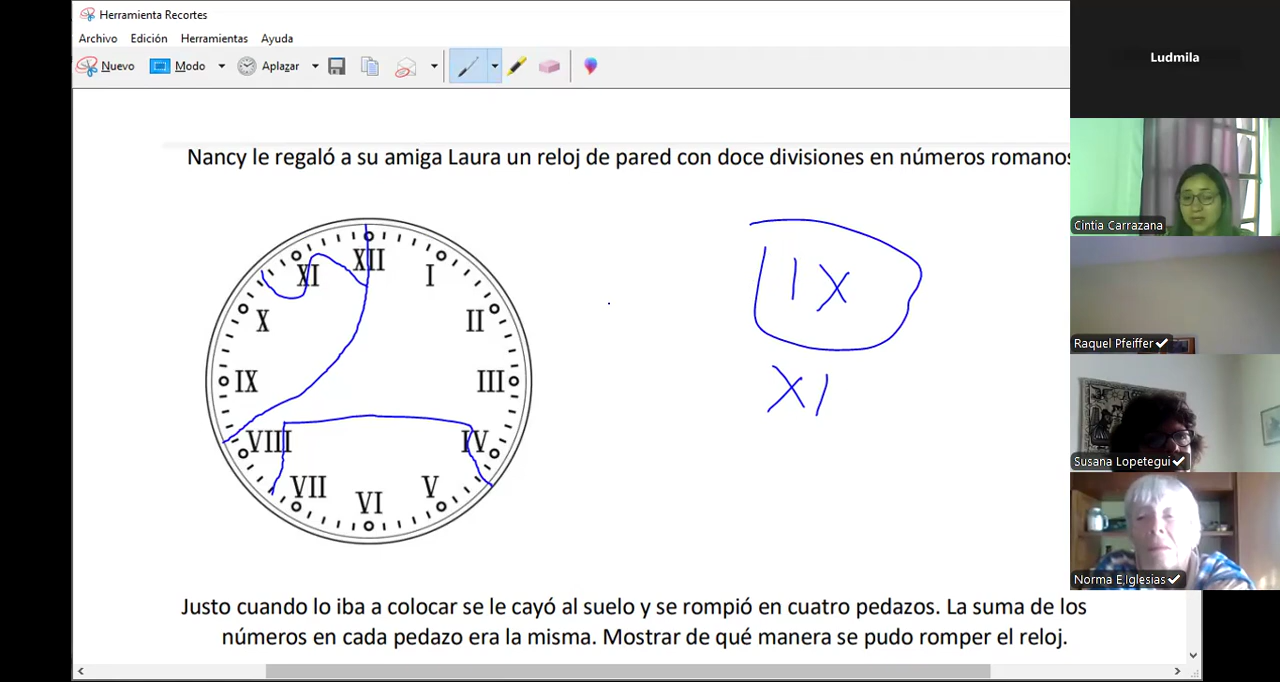 Herramienta Recortes
Archivo Edición Herramientas Ayuda
Nuevo Modo Aplazar
Nancy le regaló a su amiga Laura un reloj de pared con doce divisiones en números romanos
XII
XI I
X II
IX III
VIII IV
VII V
VI
IX
XI
Justo cuando lo iba a colocar se le cayó al suelo y se rompió en cuatro pedazos. La suma de los
números en cada pedazo era la misma. Mostrar de qué manera se pudo romper el reloj.
Ludmila
Cintia Carrazana
Raquel Pfeiffer
Susana Lopetegui
Norma E,Iglesias